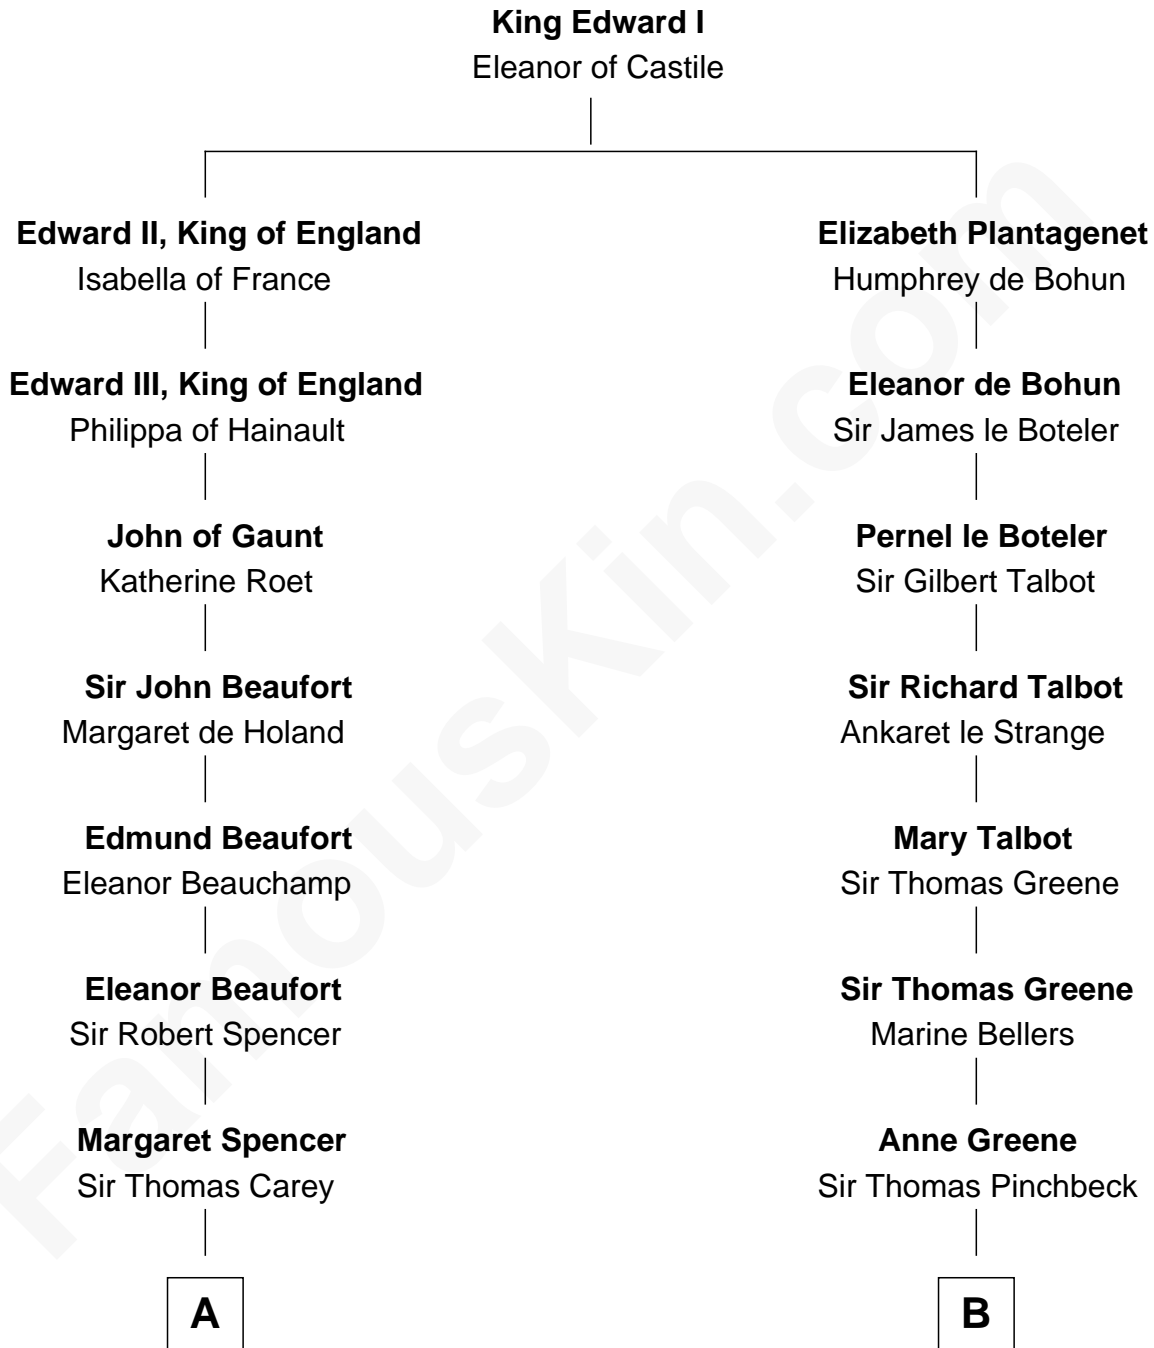 King Edward I
Eleanor of Castile
Edward II, King of England
Isabella of France
Elizabeth Plantagenet
Humphrey de Bohun
Edward III, King of England
Philippa of Hainault
Eleanor de Bohun
Sir James le Boteler
John of Gaunt
Katherine Roet
Pernel le Boteler
Sir Gilbert Talbot
Sir John Beaufort
Margaret de Holand
Sir Richard Talbot
Ankaret le Strange
Edmund Beaufort
Eleanor Beauchamp
Mary Talbot
Sir Thomas Greene
Eleanor Beaufort
Sir Robert Spencer
Sir Thomas Greene
Marine Bellers
Margaret Spencer
Sir Thomas Carey
Anne Greene
Sir Thomas Pinchbeck
A
B
FamousKin.com